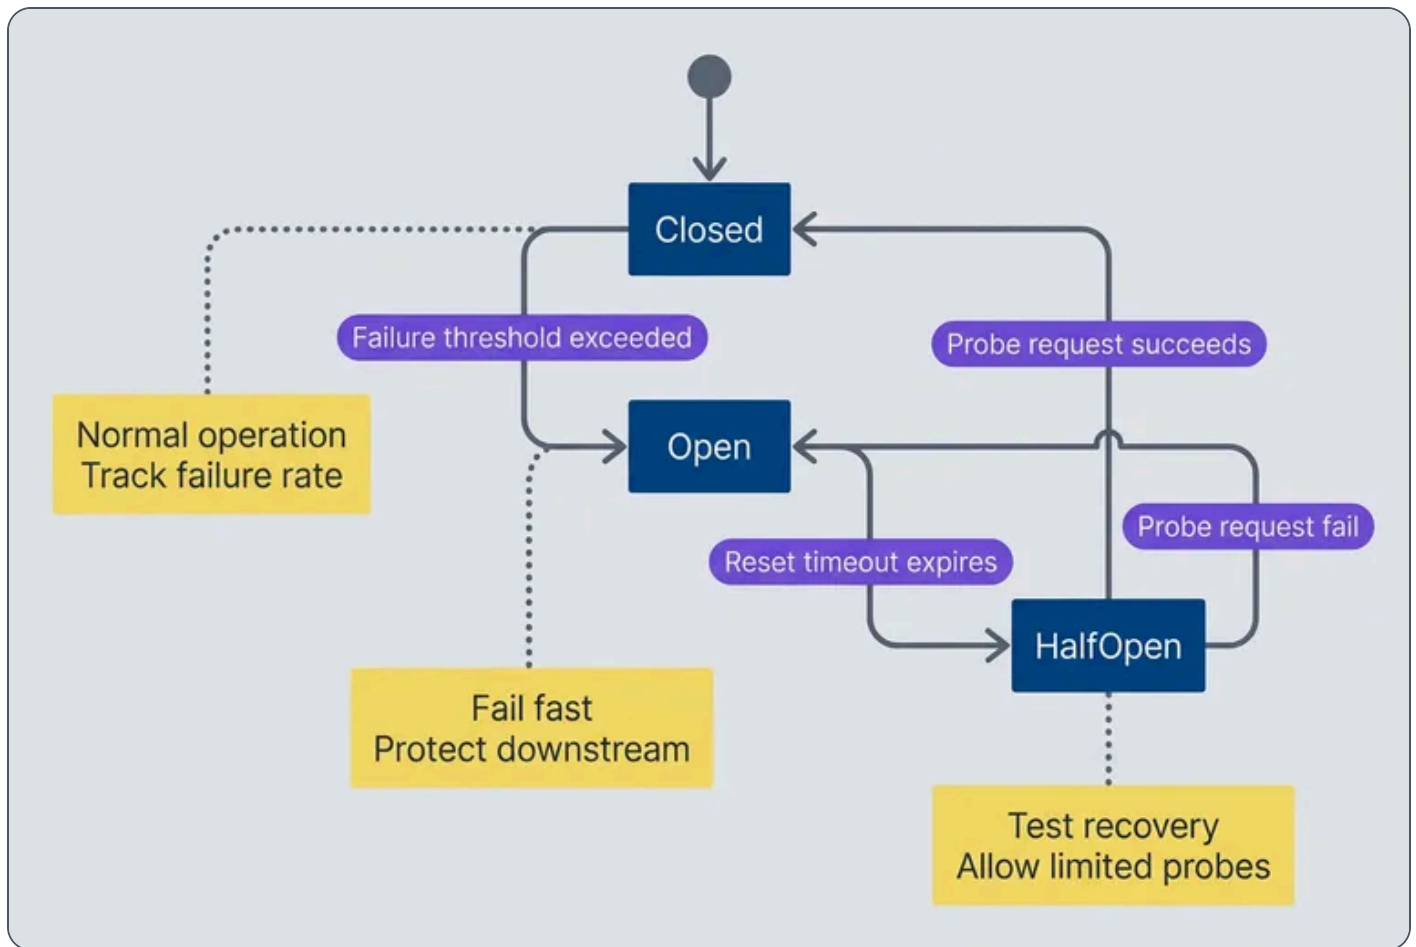 Closed
Failure threshold exceeded
Probe request succeeds
Normal operation
Track failure rate
Open
Probe request fail
Reset timeout expires
HalfOpen
Fail fast
Protect downstream
Test recovery
Allow limited probes